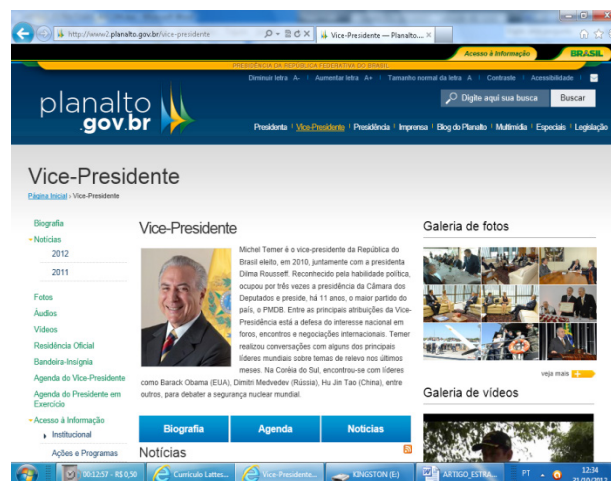 http://www2.planalto.gov.br/vice-presidente
Vice-Presidente — Planalto...
Acesso à Informação
BRASIL
PRESIDÊNCIA DA REPÚBLICA FEDERATIVA DO BRASIL
Diminuir letra A- | Aumentar letra A+ | Tamanho normal da letra A | Contraste | Acessibilidade |
planalto
.gov.br
Digite aqui sua busca
Buscar
Presidenta | Vice-Presidente | Presidência | Imprensa | Blog do Planalto | Multimídia | Especiais | Legislação
Vice-Presidente
Página Inicial › Vice-Presidente
Biografia
Notícias
2012
2011
Fotos
Áudios
Vídeos
Residência Oficial
Bandeira-Insígnia
Agenda do Vice-Presidente
Agenda do Presidente em
Exercício
Acesso à Informação
Institucional
Ações e Programas
Vice-Presidente
Michel Temer é o vice-presidente da República do
Brasil eleito, em 2010, juntamente com a presidenta
Dilma Rousseff. Reconhecido pela habilidade política,
ocupou por três vezes a presidência da Câmara dos
Deputados e preside, há 11 anos, o maior partido do
país, o PMDB. Entre as principais atribuições da Vice-
Presidência está a defesa do interesse nacional em
foros, encontros e negociações internacionais. Temer
realizou conversações com alguns dos principais
líderes mundiais sobre temas de relevo nos últimos
meses. Na Coréia do Sul, encontrou-se com líderes
como Barack Obama (EUA), Dimitri Medvedev (Rússia), Hu Jin Tao (China), entre
outros, para debater a segurança nuclear mundial.
Biografia
Agenda
Notícias
Notícias
Galeria de fotos
veja mais
Galeria de vídeos
00:12:57 - R$ 0,50
Currículo Lattes...
Vice-Presidente...
KINGSTON (E:)
ARTIGO_ESTRA...
PT
12:34